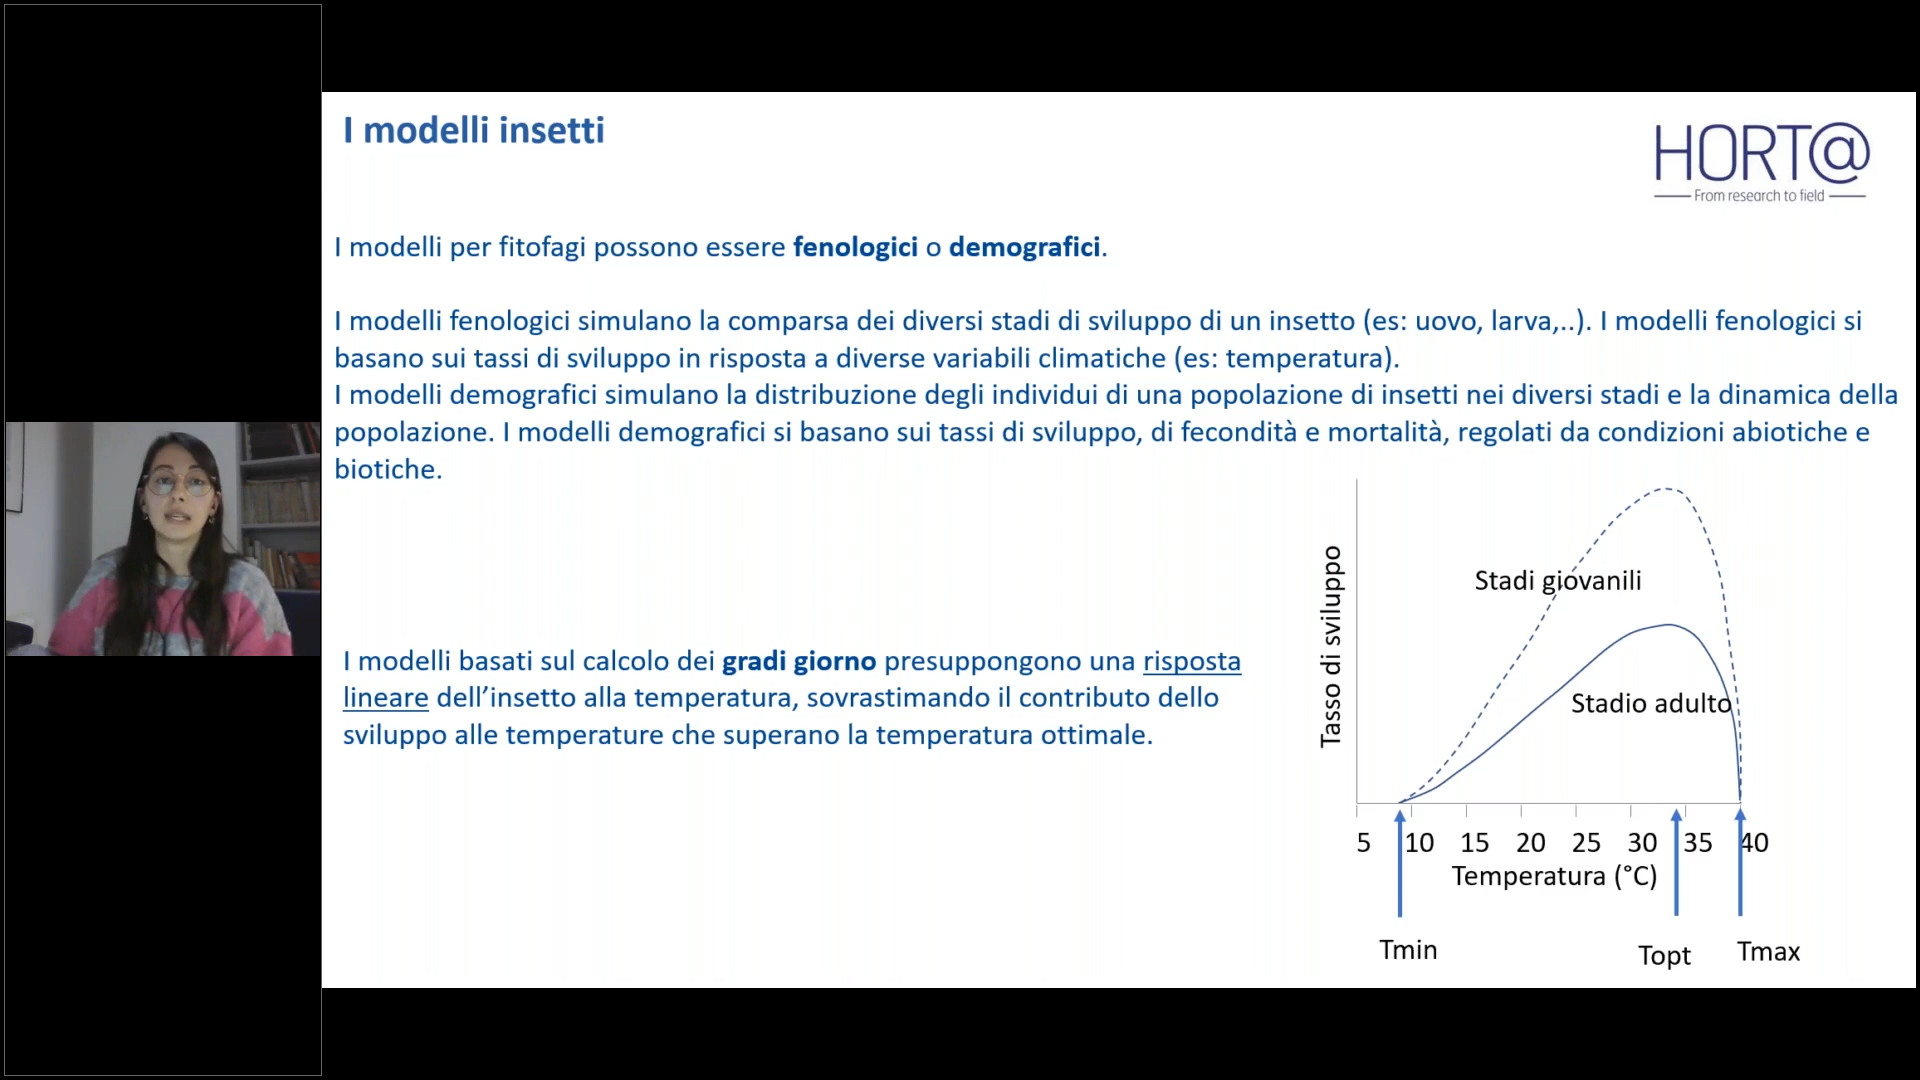 I modelli insetti
HORT@
From research to field
I modelli per fitofagi possono essere fenologici o demografici.
I modelli fenologici simulano la comparsa dei diversi stadi di sviluppo di un insetto (es: uovo, larva,..). I modelli fenologici si
basano sui tassi di sviluppo in risposta a diverse variabili climatiche (es: temperatura).
I modelli demografici simulano la distribuzione degli individui di una popolazione di insetti nei diversi stadi e la dinamica della
popolazione. I modelli demografici si basano sui tassi di sviluppo, di fecondità e mortalità, regolati da condizioni abiotiche e
biotiche.
I modelli basati sul calcolo dei gradi giorno presuppongono una risposta
lineare dell’insetto alla temperatura, sovrastimando il contributo dello
sviluppo alle temperature che superano la temperatura ottimale.
Tasso di sviluppo
Stadi giovanili
Stadio adulto
5 10 15 20 25 30 35 40
Temperatura (°C)
Tmin Topt Tmax